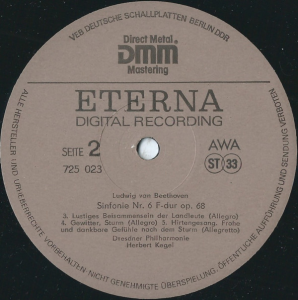 VEB DEUTSCHE SCHALLPLATTEN BERLIN DDR
Direct Metal
DMM
Mastering
ETERNA
DIGITAL RECORDING
SEITE 2
725 023
AWA
ST 33
Ludwig van Beethoven
Sinfonie Nr. 6 F-dur op. 68
3. Lustiges Beisammensein der Landleute (Allegro)
4. Gewitter, Sturm (Allegro) 5. Hirtengesang. Frohe
und dankbare Gefühle nach dem Sturm (Allegretto)
Dresdner Philharmonie
Herbert Kegel
ALLE HERSTELLER- UND URHEBERRECHTE VORBEHALTEN · NICHT GENEHMIGTE ÜBERSPIELUNG, ÖFFENTLICHE AUFFÜHRUNG UND SENDUNG VERBOTEN